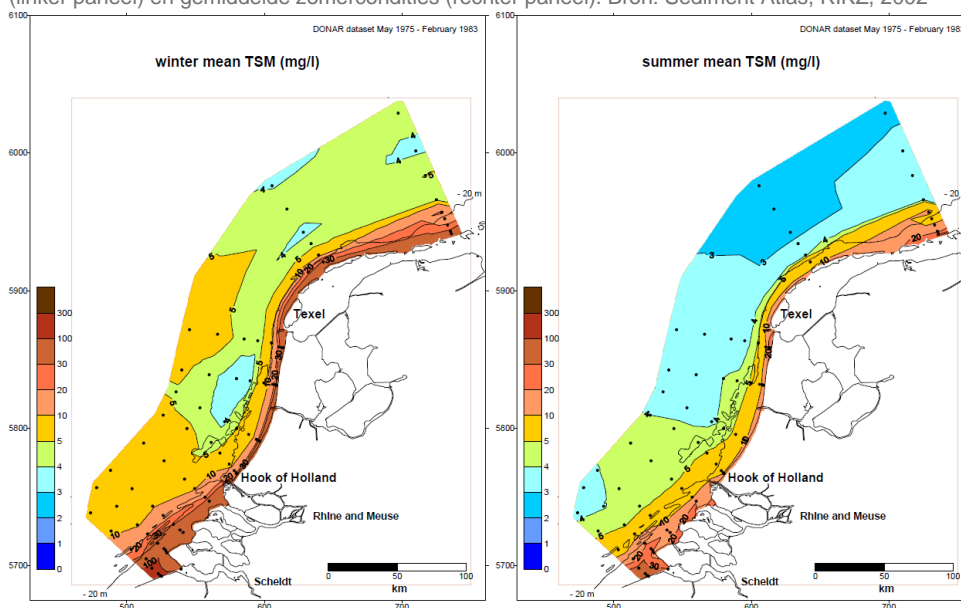 (linker paneel) en gemiddelde zomercondities (rechter paneel). Bron: Sediment Atlas, RIKZ, 2002
6100
DONAR dataset May 1975 - February 1983
winter mean TSM (mg/l)
6000
5900
5800
5700
- 20 m
Texel
Hook of Holland
Rhine and Meuse
Scheldt
300
100
30
20
10
5
4
3
2
1
0
0 50 100
km
- 20 m
500 600 700
6100
DONAR dataset May 1975 - February 1983
summer mean TSM (mg/l)
6000
5900
5800
5700
- 20 m
Texel
Hook of Holland
Rhine and Meuse
Scheldt
300
100
30
20
10
5
4
3
2
1
0
0 50 100
km
- 20 m
500 600 700